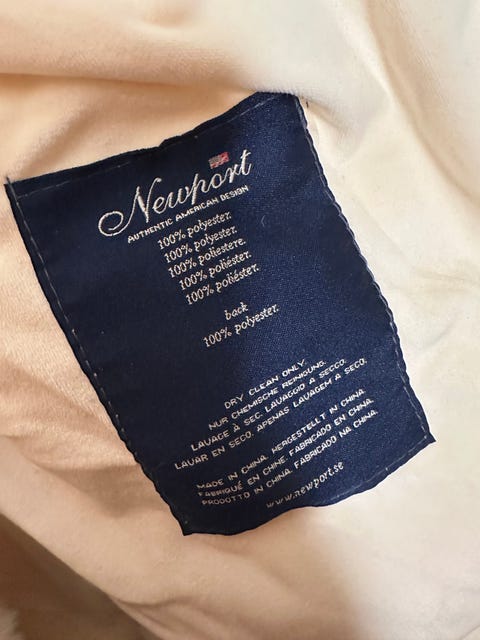 Newport
AUTHENTIC AMERICAN DESIGN
100% polyester.
100% polyester.
100% poliestere.
100% poliéster.
100% poliéster.
back
100% polyester.
DRY CLEAN ONLY.
NUR CHEMISCHE REINIGUNG.
LAVAGE À SEC. LAVAGGIO A SECCO.
LAVAR EN SECO. APENAS. LAVAGEM A SECO.
MADE IN CHINA. HERGESTELLT IN CHINA.
FABRIQUÉ EN CHINE. FABRICADO EN CHINA.
PRODOTTO IN CHINA. FABRICADO NA CHINA.
www.newport.se